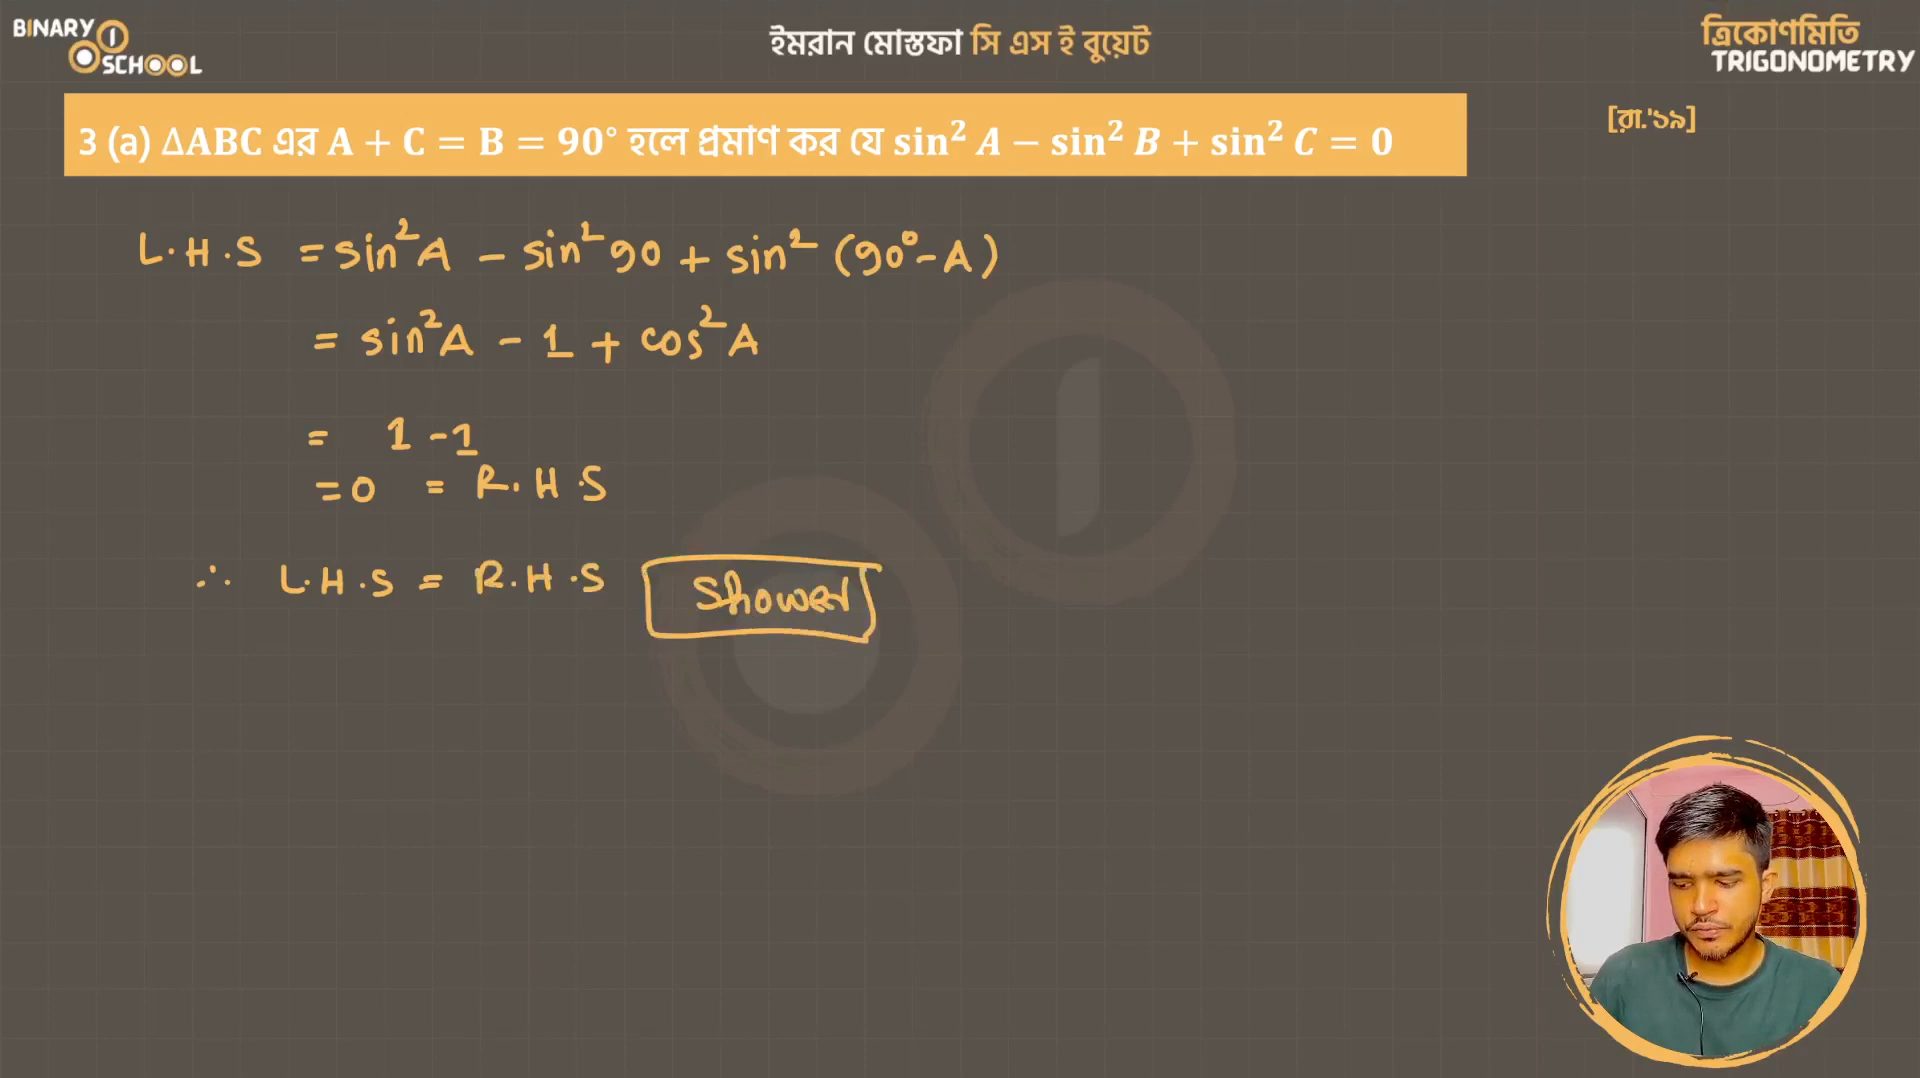 BINARY SCHOOL
ইমরান মোস্তফা সি এস ই বুয়েট
ত্রিকোণমিতি
TRIGONOMETRY
3 (a) ΔABC এর A + C = B = 90° হলে প্রমাণ কর যে sin² A − sin² B + sin² C = 0
[রা.'১৯]
L.H.S = sin²A − sin²90 + sin² (90°−A)
= sin²A − 1 + cos²A
= 1 − 1
= 0 = R.H.S
∴ L.H.S = R.H.S